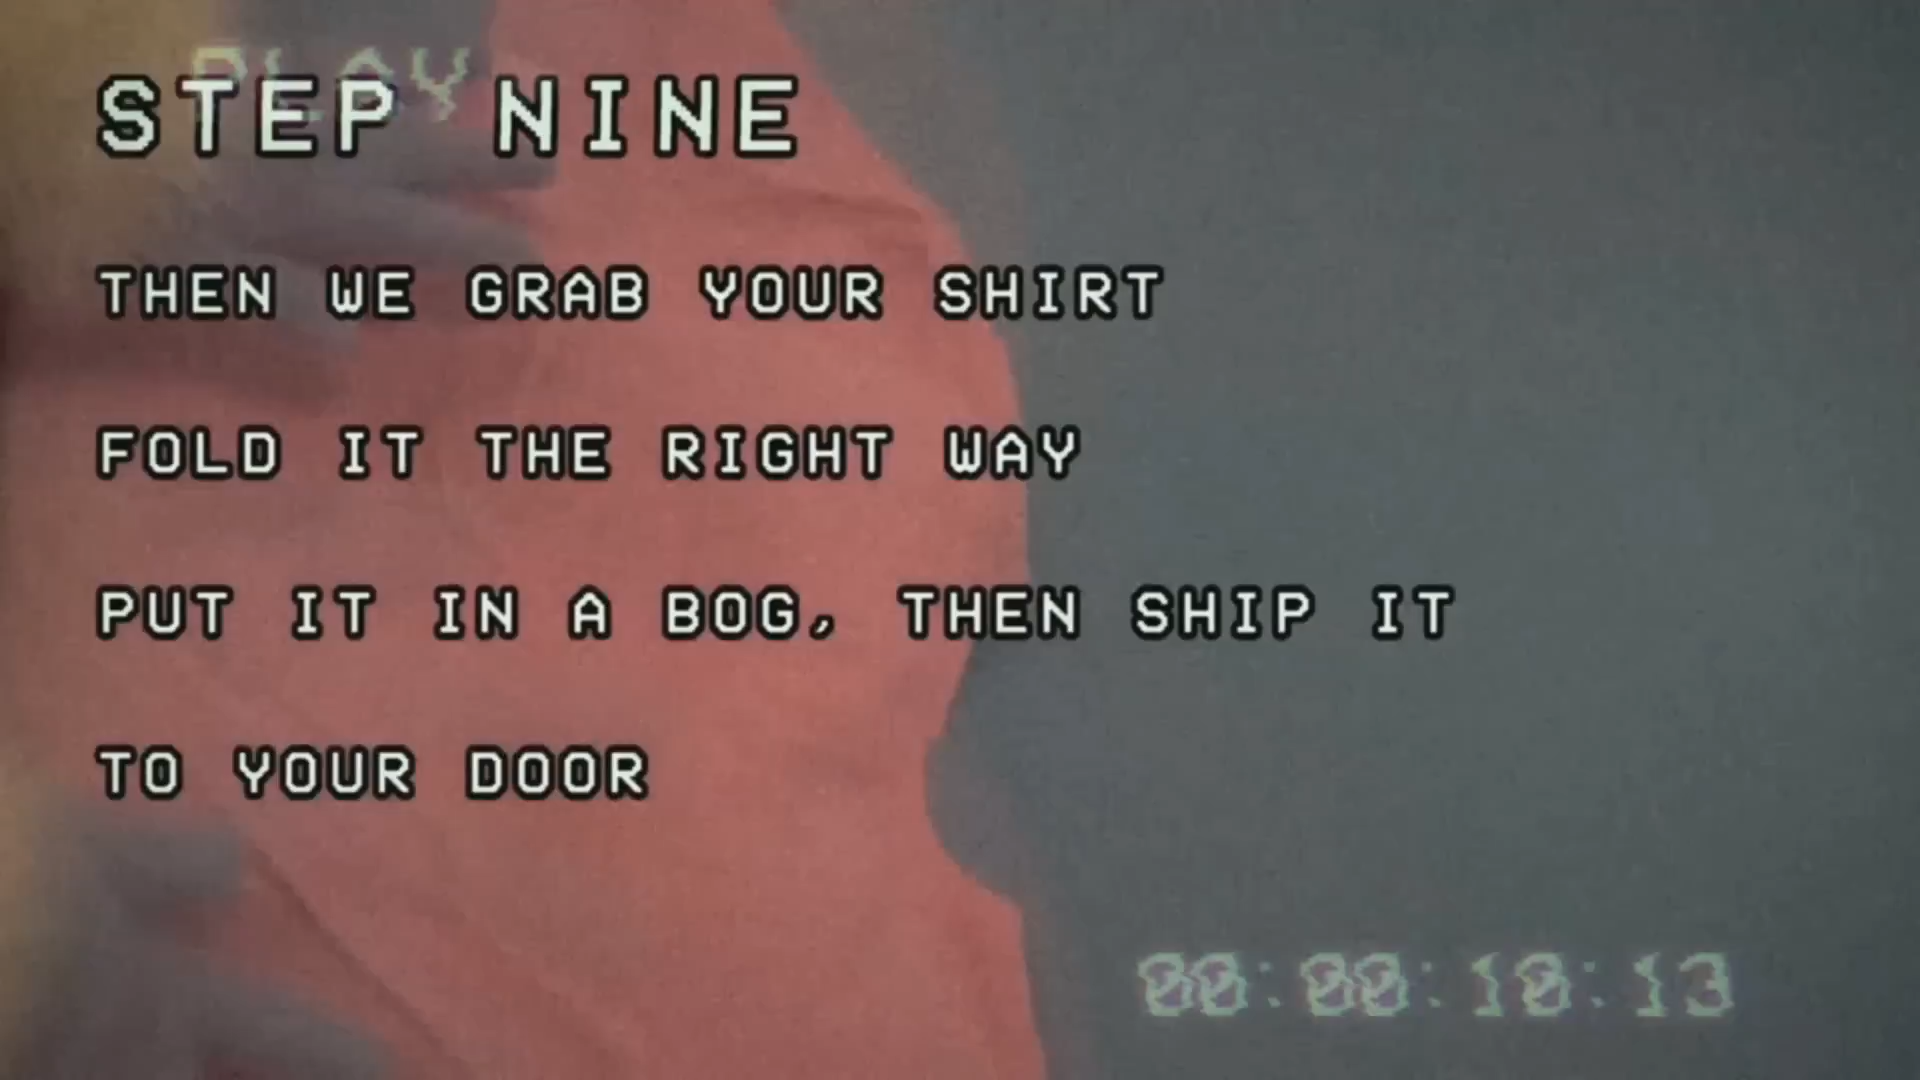 PLAY
STEP NINE
THEN WE GRAB YOUR SHIRT
FOLD IT THE RIGHT WAY
PUT IT IN A BOG, THEN SHIP IT
TO YOUR DOOR
00:00:10:13